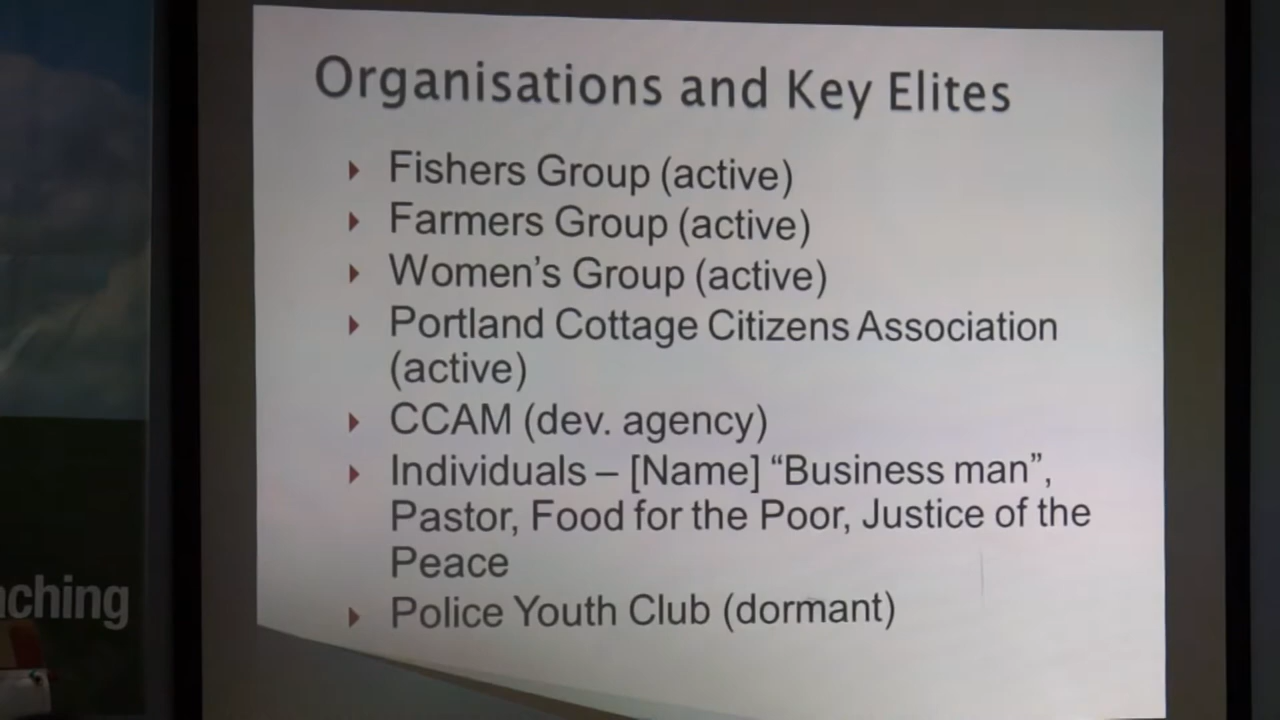 Organisations and Key Elites
Fishers Group (active)
Farmers Group (active)
Women’s Group (active)
Portland Cottage Citizens Association
(active)
CCAM (dev. agency)
Individuals – [Name] “Business man”,
Pastor, Food for the Poor, Justice of the
Peace
Police Youth Club (dormant)